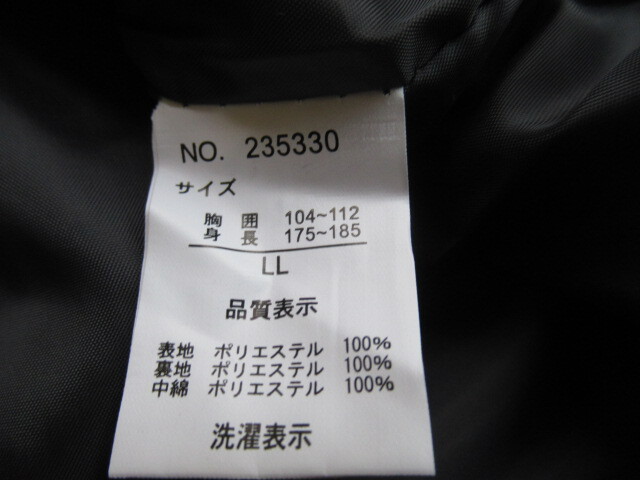 NO. 235330
サイズ
胸 囲 104~112
身 長 175~185
LL
品質表示
表地 ポリエステル 100%
裏地 ポリエステル 100%
中綿 ポリエステル 100%
洗濯表示